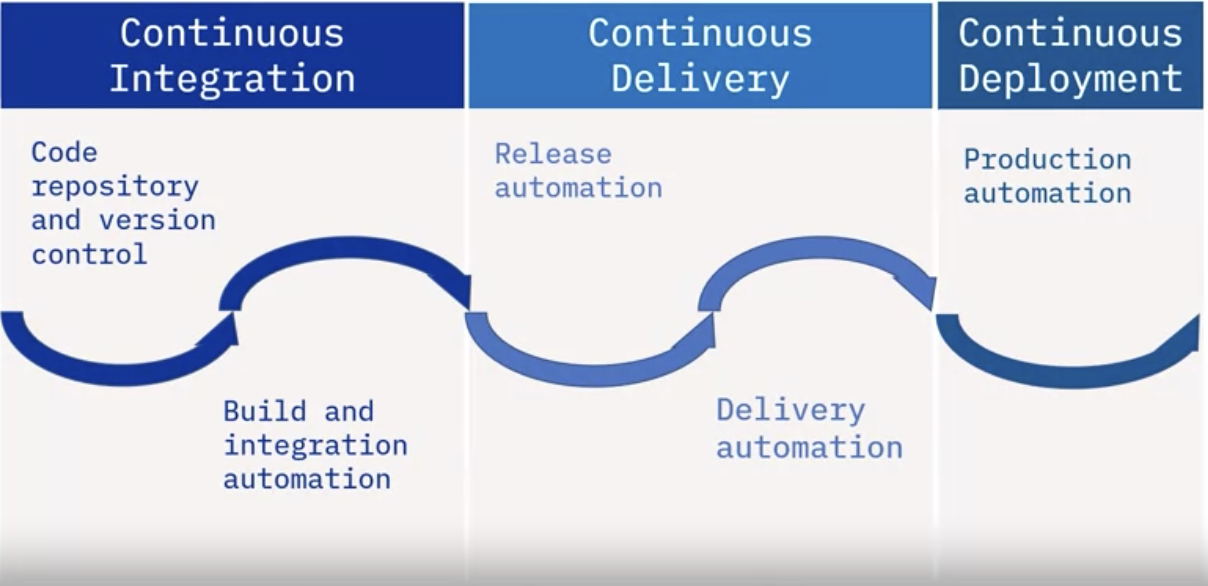 Continuous
Integration
Continuous
Delivery
Continuous
Deployment
Code
repository
and version
control
Build and
integration
automation
Release
automation
Delivery
automation
Production
automation